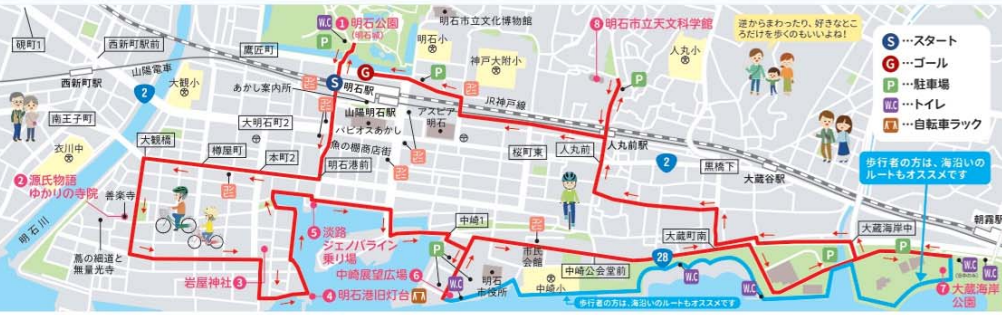 硯町1
西新町駅前
鷹匠町
W.C
P
①明石公園
(明石城)
明石市立文化博物館
明石小
神戸大附小
⑧明石市立天文科学館
P
人丸小
逆からまわったり、好きなとこ
ろだけを歩くのもいいよね!
S…スタート
G…ゴール
P…駐車場
W.C…トイレ
…自転車ラック
西新町駅
山陽電車
大観小
2
あかし案内所
S
G
明石駅
P
JR神戸線
南王子町
山陽明石駅
アスピア
明石
パピオスあかし
大明石町2
衣川中
大観橋
樽屋町
本町2
魚の棚商店街
明石港前
桜町東
人丸前
人丸前駅
2
黒橋下
大蔵谷駅
歩行者の方は、海沿いの
ルートもオススメです
②源氏物語
ゆかりの寺院
善楽寺
明石川
蔦の細道と
無量光寺
岩屋神社③
④明石港旧灯台
⑤淡路
ジェノバライン
乗り場
中崎展望広場⑥
中崎1
P
W.C
明石
市役所
市民
会館
中崎小
中崎公会堂前
28
W.C
大蔵町南
W.C
P
大蔵海岸中
朝霧駅
W.C
W.C
⑦大蔵海岸
公園
歩行者の方は、海沿いのルートもオススメです